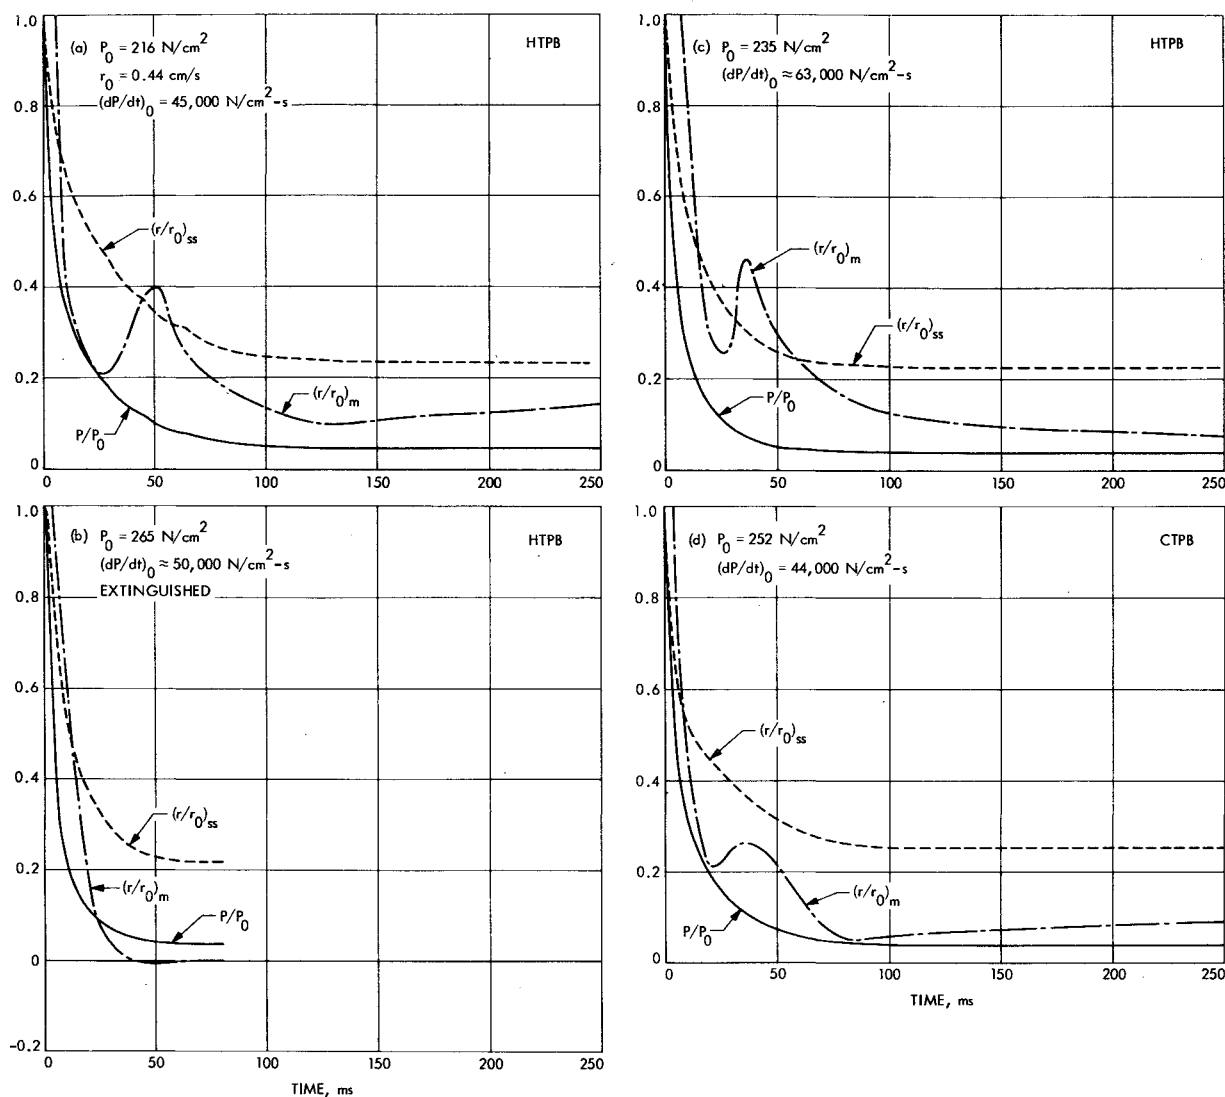 (a) P₀ = 216 N/cm²
r₀ = 0.44 cm/s
(dP/dt)₀ = 45,000 N/cm²-s
HTPB
1.0
0.8
0.6
0.4
0.2
0
(r/r₀)ss
(r/r₀)m
P/P₀
0
50
100
150
200
250
(c) P₀ = 235 N/cm²
(dP/dt)₀ ≈ 63,000 N/cm²-s
HTPB
1.0
0.8
0.6
0.4
0.2
0
(r/r₀)m
(r/r₀)ss
P/P₀
0
50
100
150
200
250
(b) P₀ = 265 N/cm²
(dP/dt)₀ ≈ 50,000 N/cm²-s
EXTINGUISHED
HTPB
1.0
0.8
0.6
0.4
0.2
0
-0.2
(r/r₀)ss
(r/r₀)m
P/P₀
0
50
100
150
200
250
TIME, ms
(d) P₀ = 252 N/cm²
(dP/dt)₀ = 44,000 N/cm²-s
CTPB
1.0
0.8
0.6
0.4
0.2
0
(r/r₀)ss
(r/r₀)m
P/P₀
0
50
100
150
200
250
TIME, ms